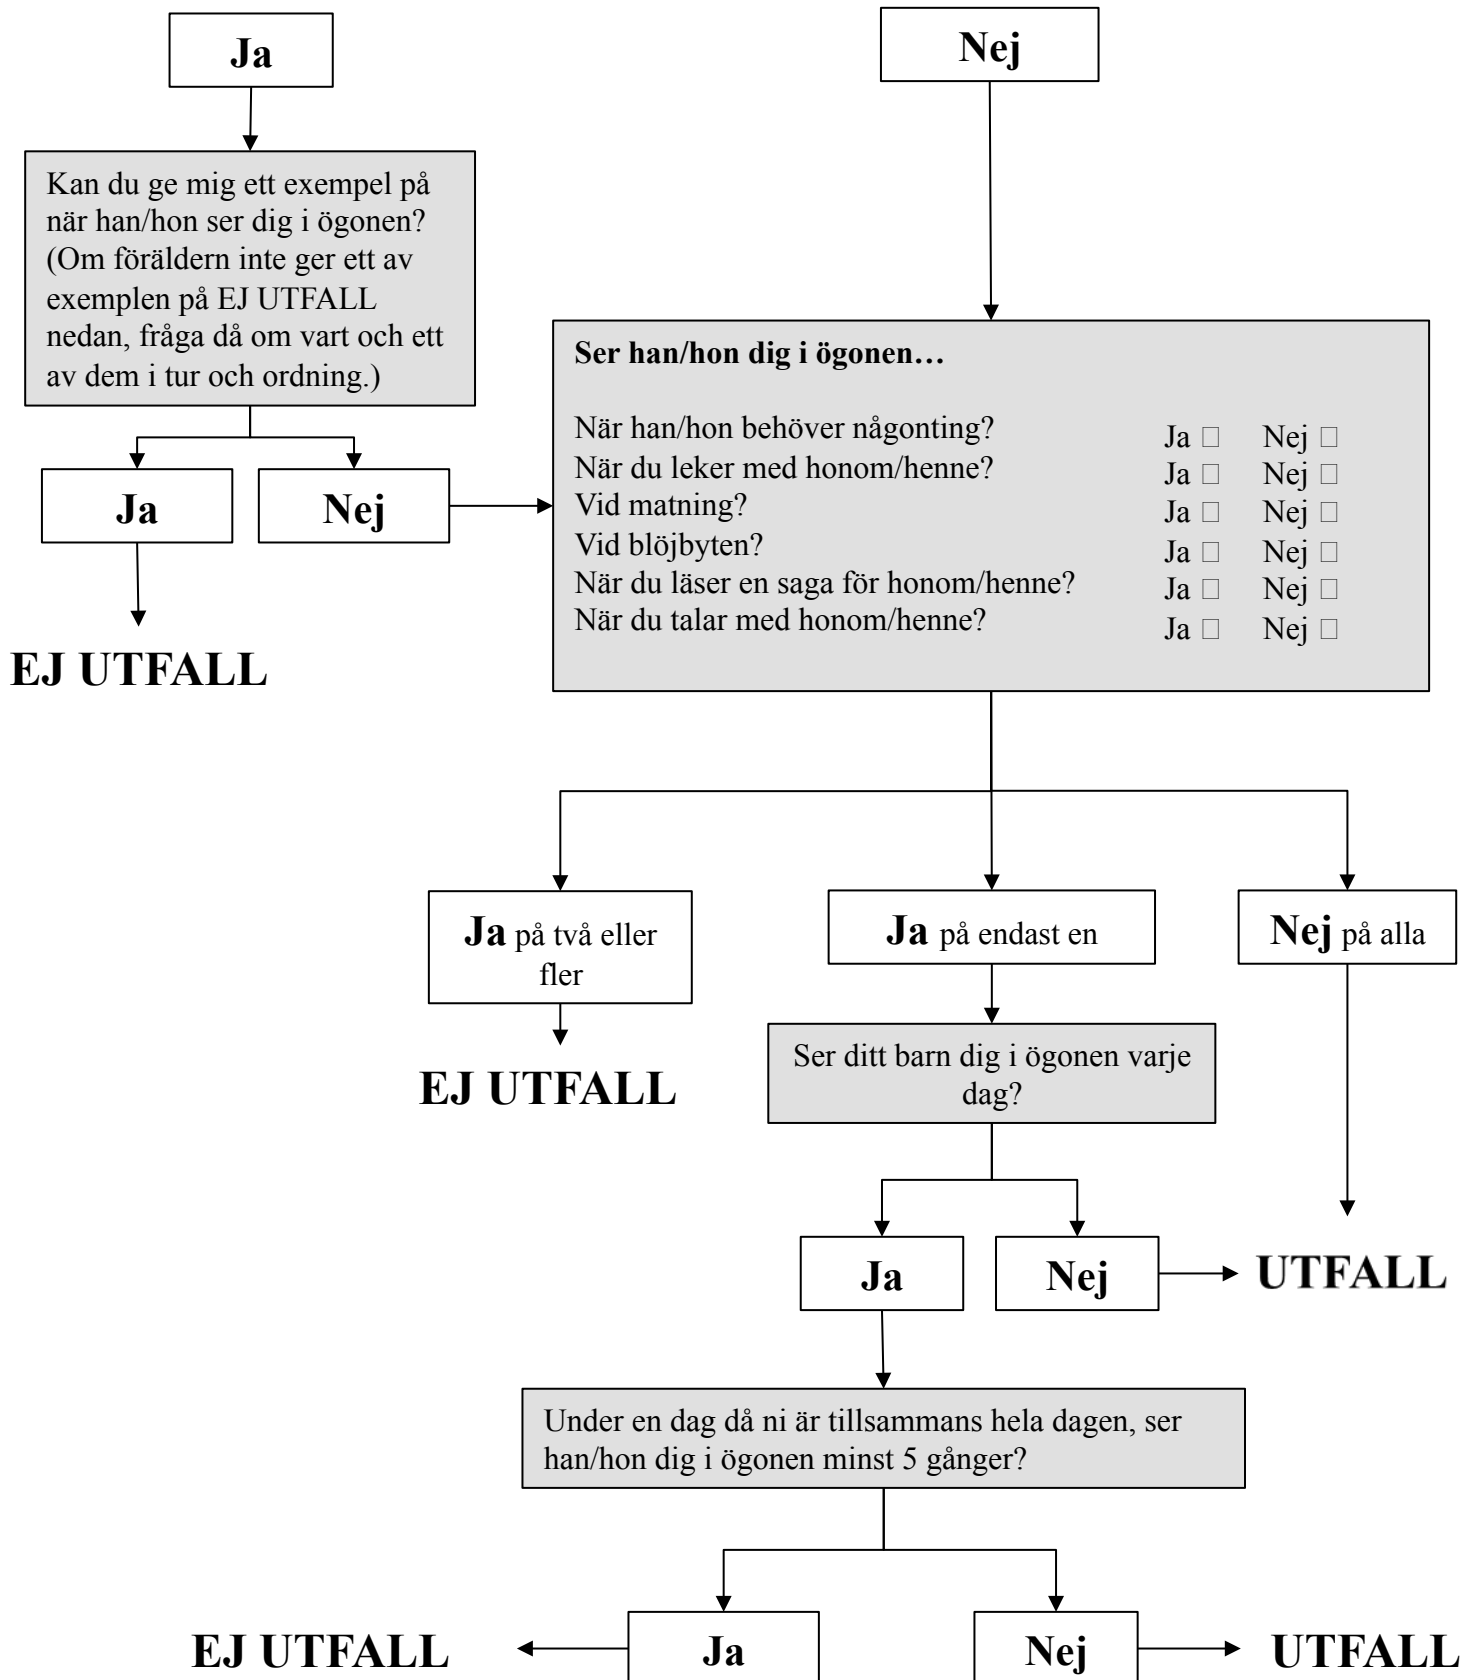 Ja
Nej
Kan du ge mig ett exempel på
när han/hon ser dig i ögonen?
(Om föräldern inte ger ett av
exemplen på EJ UTFALL
nedan, fråga då om vart och ett
av dem i tur och ordning.)
Ja
Nej
EJ UTFALL
Ser han/hon dig i ögonen…
När han/hon behöver någonting? Ja □ Nej □
När du leker med honom/henne? Ja □ Nej □
Vid matning? Ja □ Nej □
Vid blöjbyten? Ja □ Nej □
När du läser en saga för honom/henne? Ja □ Nej □
När du talar med honom/henne? Ja □ Nej □
Ja på två eller
fler
Ja på endast en
Nej på alla
EJ UTFALL
Ser ditt barn dig i ögonen varje
dag?
Ja
Nej
UTFALL
Under en dag då ni är tillsammans hela dagen, ser
han/hon dig i ögonen minst 5 gånger?
EJ UTFALL
Ja
Nej
UTFALL